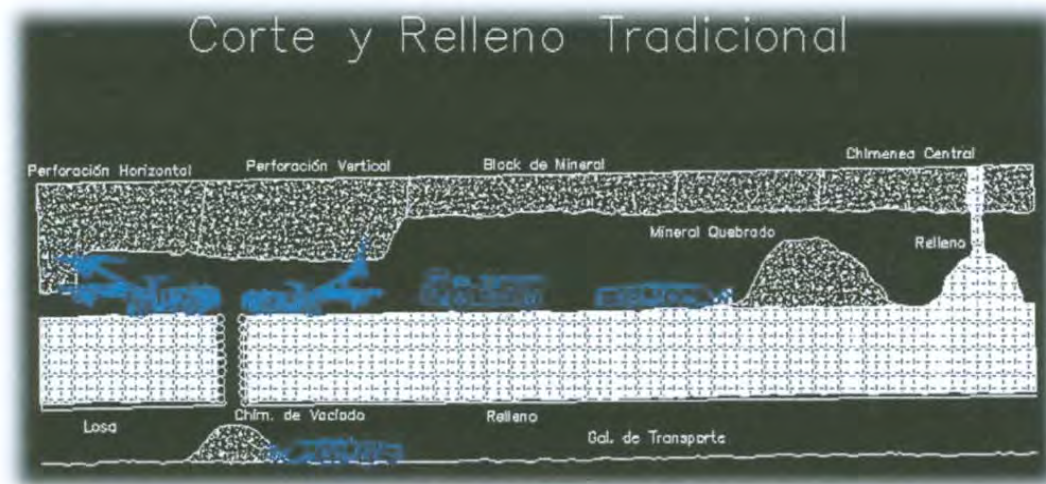 Corte y Relleno Tradicional
Perforación Horizontal
Perforación Vertical
Block de Mineral
Chimenea Central
Mineral Quebrado
Relleno
Chim. de Vaciado
Relleno
Losa
Gal. de Transporte